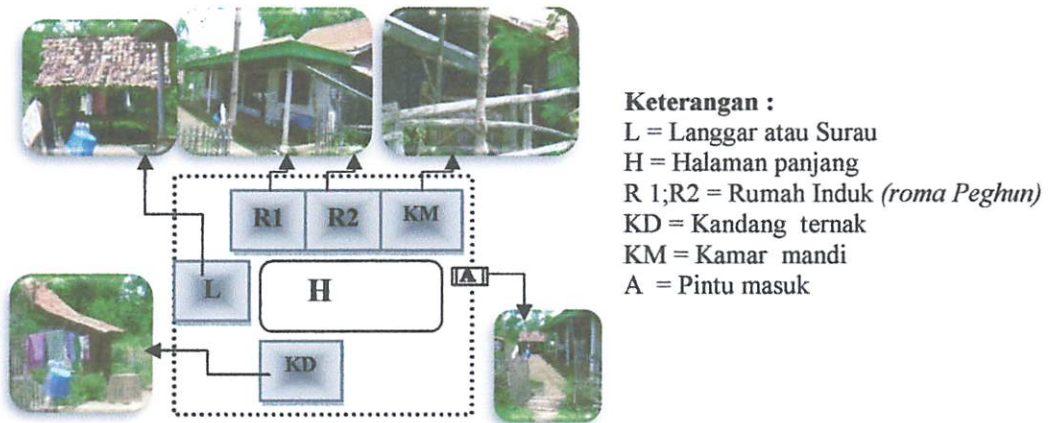 R1
R2
KM
L
H
A
KD
Keterangan :
L = Langgar atau Surau
H = Halaman panjang
R 1;R2 = Rumah Induk (roma Peghun)
KD = Kandang ternak
KM = Kamar mandi
A = Pintu masuk